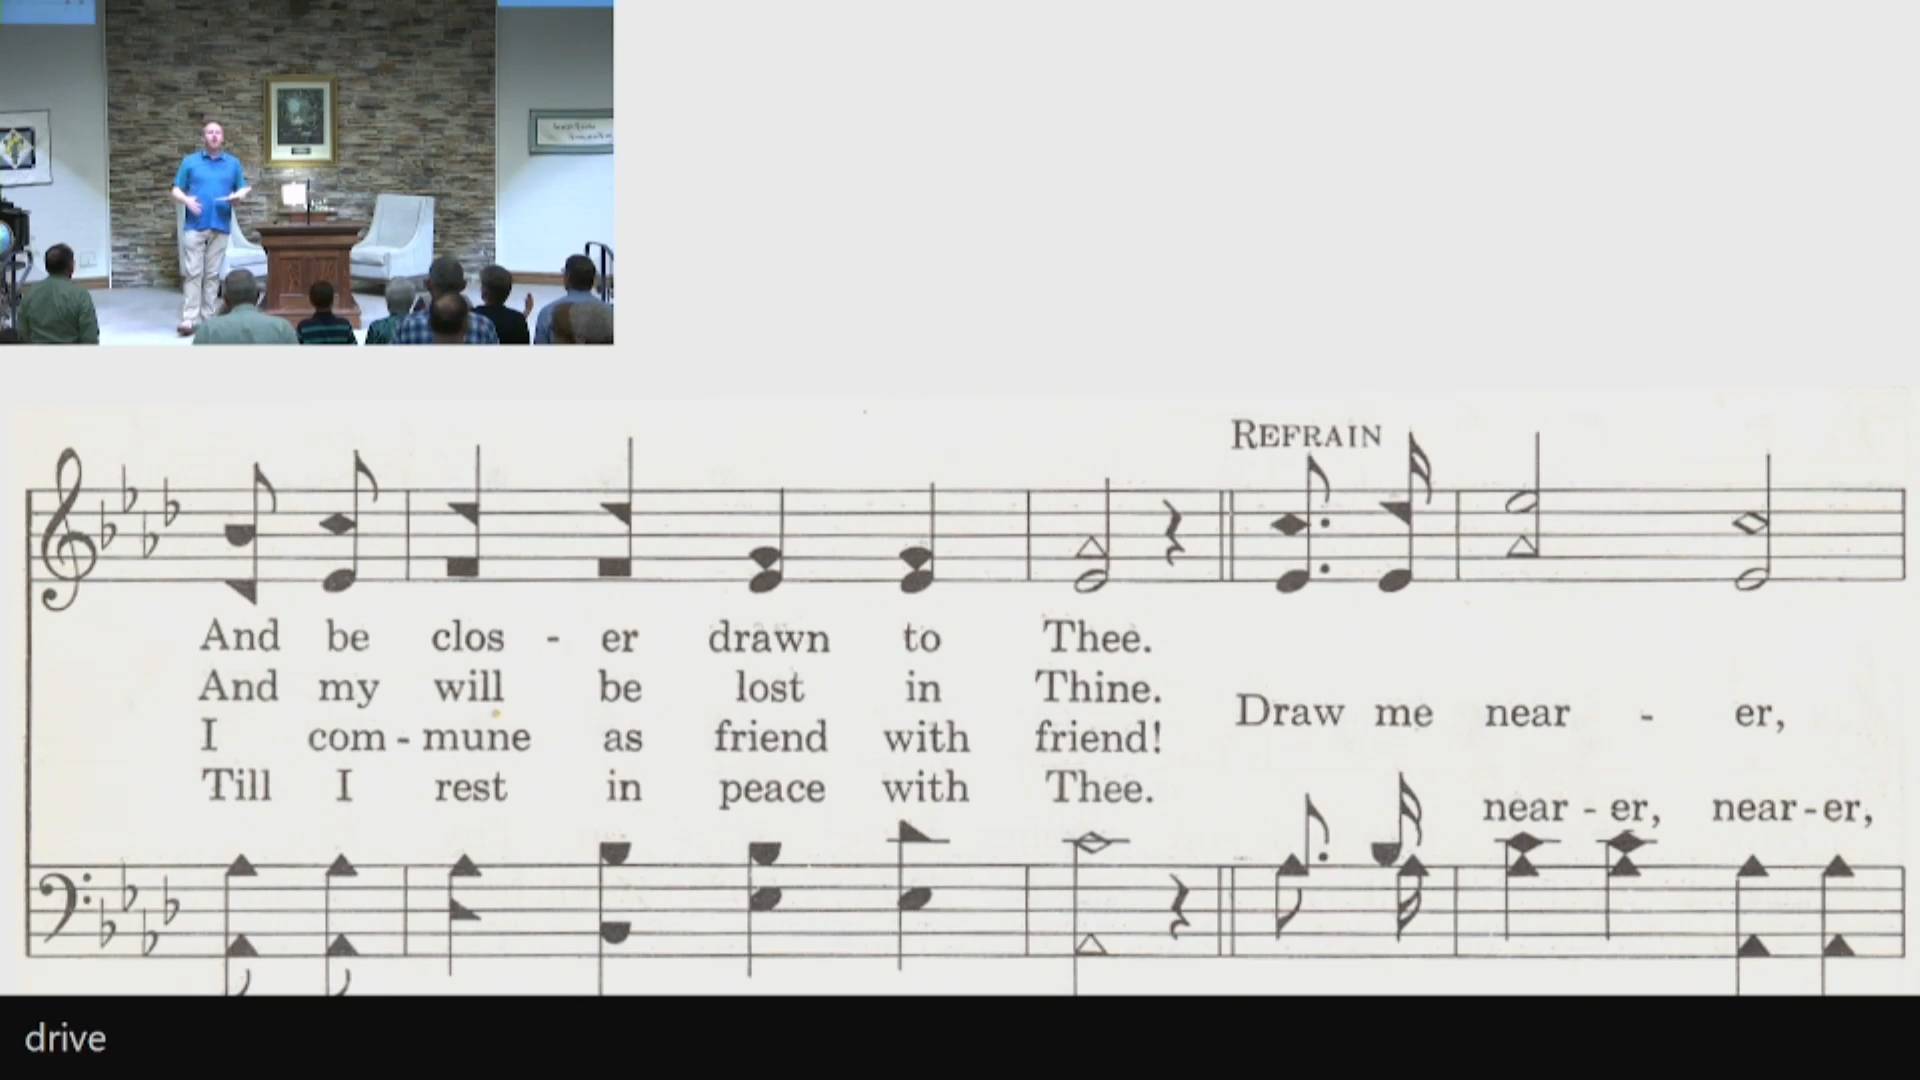 REFRAIN
And be clos - er drawn to Thee.
And my will be lost in Thine.
Draw me near - er,
I com - mune as friend with friend!
Till I rest in peace with Thee.
near - er, near - er,
drive